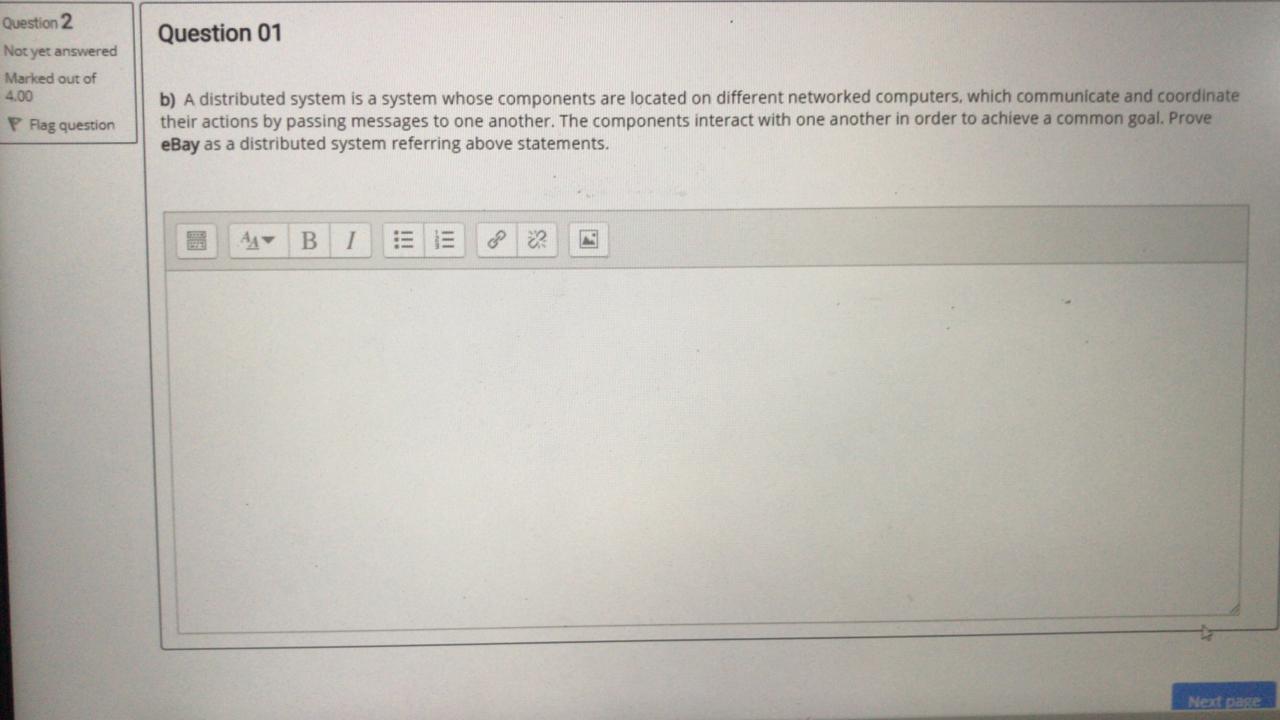 Question 2
Not yet answered
Marked out of
4.00
Flag question
Question 01
b) A distributed system is a system whose components are located on different networked computers, which communicate and coordinate
their actions by passing messages to one another. The components interact with one another in order to achieve a common goal. Prove
eBay as a distributed system referring above statements.
B I
Next page